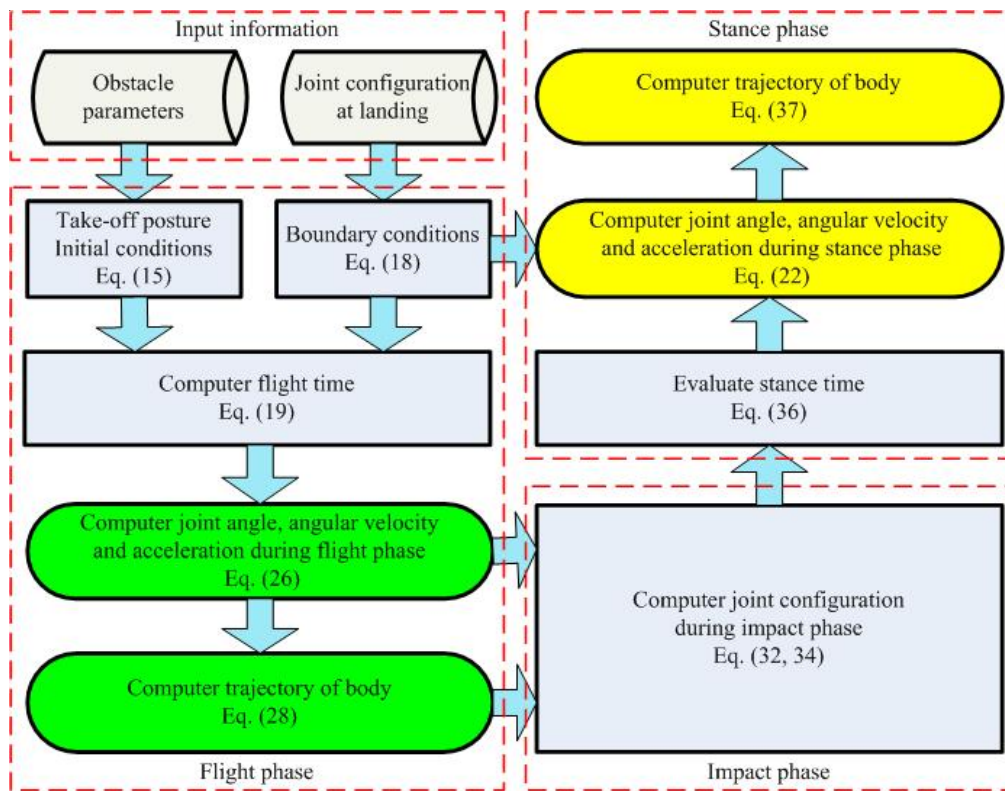 Input information
Obstacle
parameters
Joint configuration
at landing
Take-off posture
Initial conditions
Eq. (15)
Boundary conditions
Eq. (18)
Computer flight time
Eq. (19)
Computer joint angle, angular velocity
and acceleration during flight phase
Eq. (26)
Computer trajectory of body
Eq. (28)
Flight phase
Stance phase
Computer trajectory of body
Eq. (37)
Computer joint angle, angular velocity
and acceleration during stance phase
Eq. (22)
Evaluate stance time
Eq. (36)
Computer joint configuration
during impact phase
Eq. (32, 34)
Impact phase